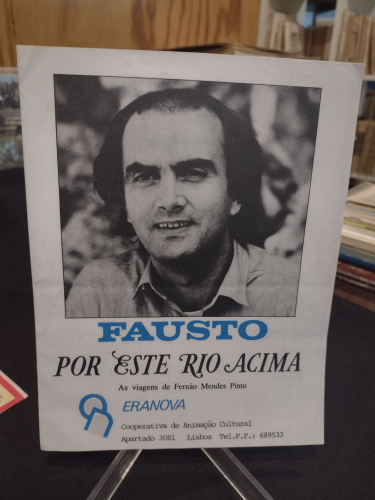 FAUSTO
POR ESTE RIO ACIMA
As viagens de Fernão Mendes Pinto
ERANOVA
Cooperativa de Animação Cultural
Apartado 3081 Lisboa Tel.P.F.: 689533